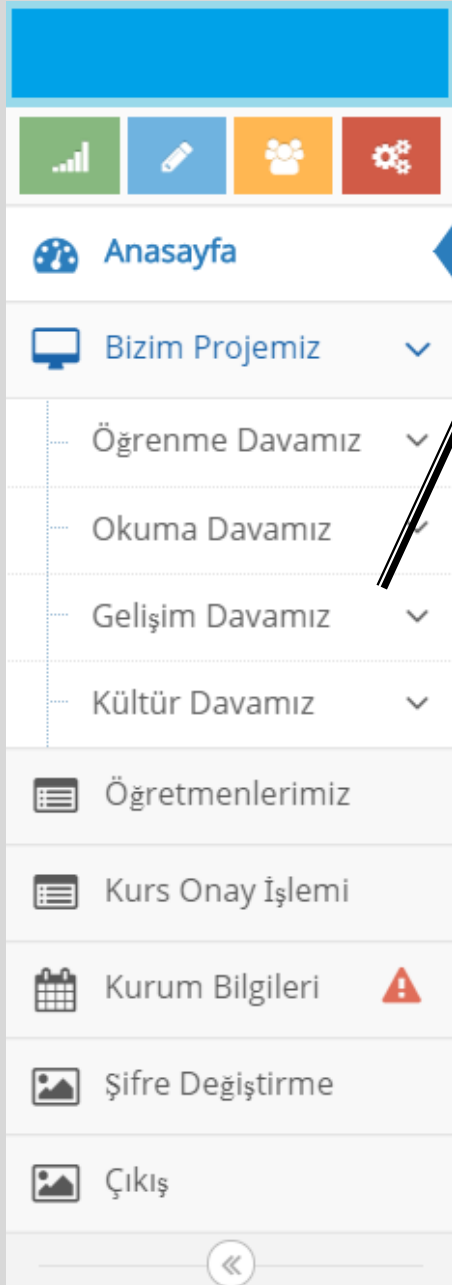 Anasayfa
Bizim Projemiz
Öğrenme Davamız
Okuma Davamız
Gelişim Davamız
Kültür Davamız
Öğretmenlerimiz
Kurs Onay İşlemi
Kurum Bilgileri
Şifre Değiştirme
Çıkış